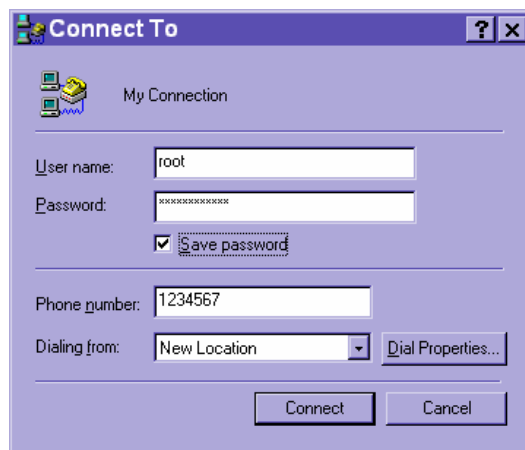 Connect To
My Connection
User name: root
Password: ************
Save password
Phone number: 1234567
Dialing from: New Location Dial Properties...
Connect Cancel